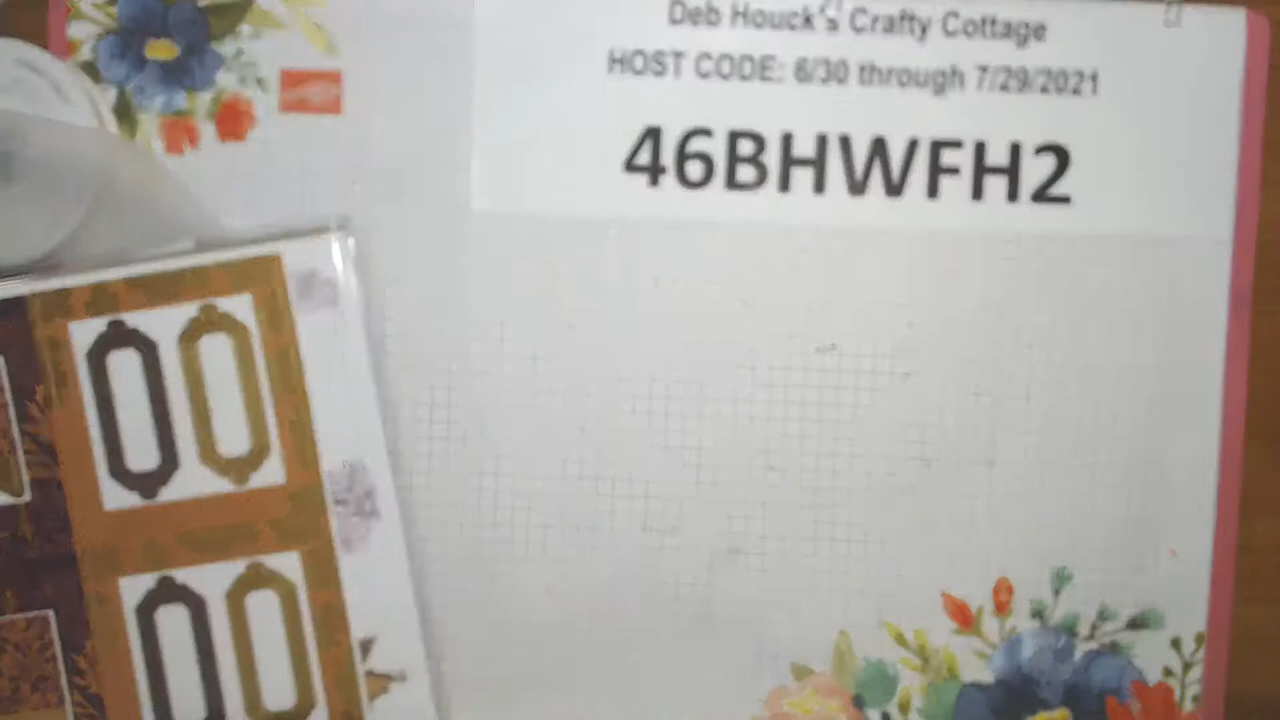 Deb Houck's Crafty Cottage
HOST CODE: 6/30 through 7/29/2021
46BHWFH2